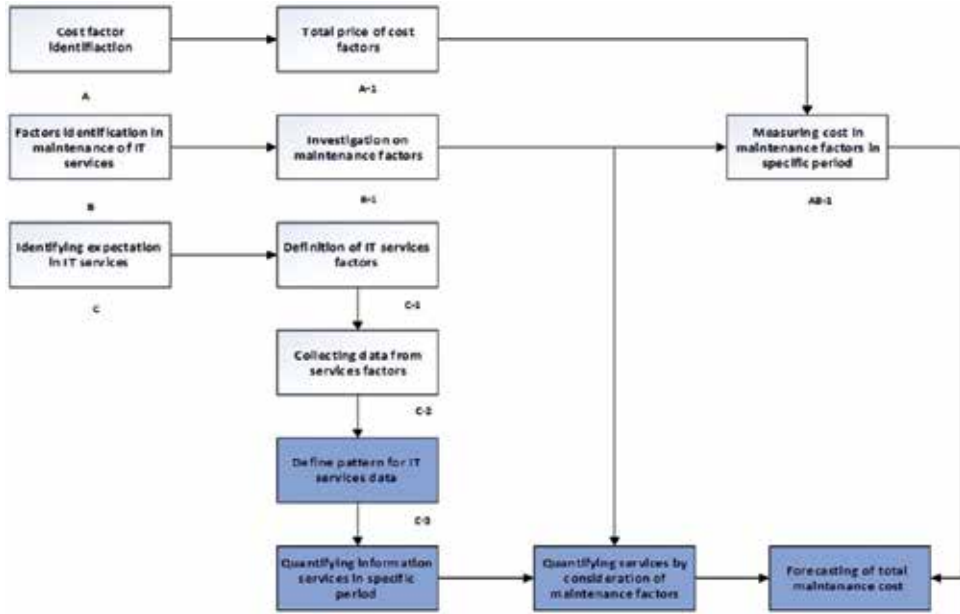 Cost factor
identifiaction
Total price of cost
factors
A
A-1
Factors identification in
maintenance of IT
services
Investigation on
maintenance factors
Measuring cost in
maintenance factors in
specific period
B
B-1
AB-1
Identifying expectation
in IT services
Definition of IT services
factors
C
C-1
Collecting data from
services factors
C-2
Define pattern for IT
services data
C-3
Quantifying information
services in specific
period
Quantifying services by
consideration of
maintenance factors
Forecasting of total
maintenance cost